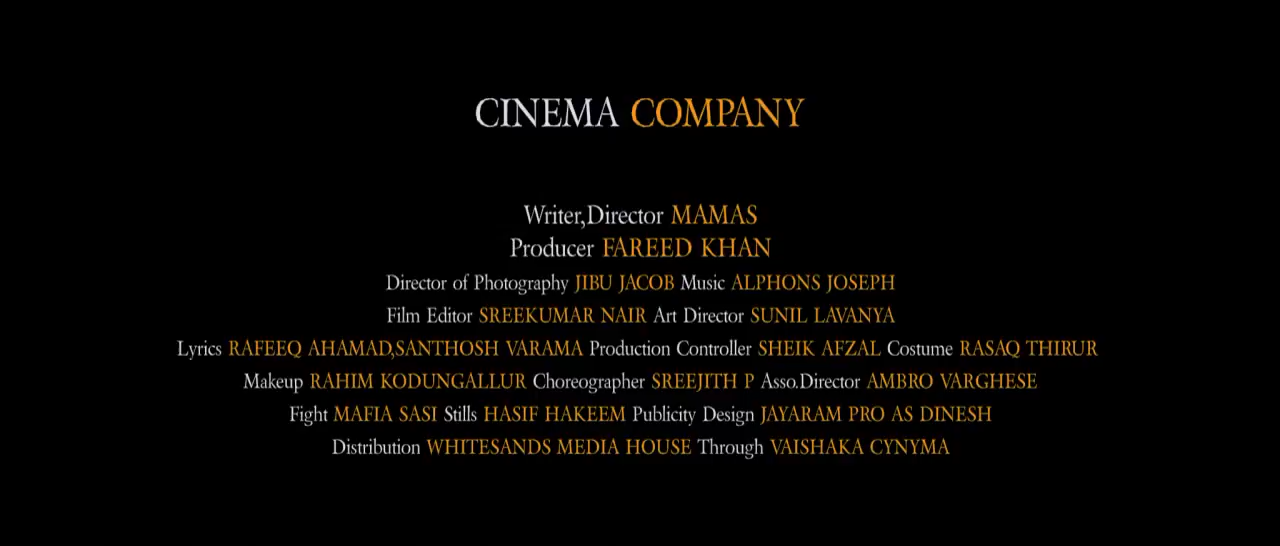 CINEMA COMPANY
Writer,Director MAMAS
Producer FAREED KHAN
Director of Photography JIBU JACOB Music ALPHONS JOSEPH
Film Editor SREEKUMAR NAIR Art Director SUNIL LAVANYA
Lyrics RAFEEQ AHAMAD,SANTHOSH VARAMA Production Controller SHEIK AFZAL Costume RASAQ THIRUR
Makeup RAHIM KODUNGALLUR Choreographer SREEJITH P Asso.Director AMBRO VARGHESE
Fight MAFIA SASI Stills HASIF HAKEEM Publicity Design JAYARAM PRO AS DINESH
Distribution WHITESANDS MEDIA HOUSE Through VAISHAKA CYNYMA